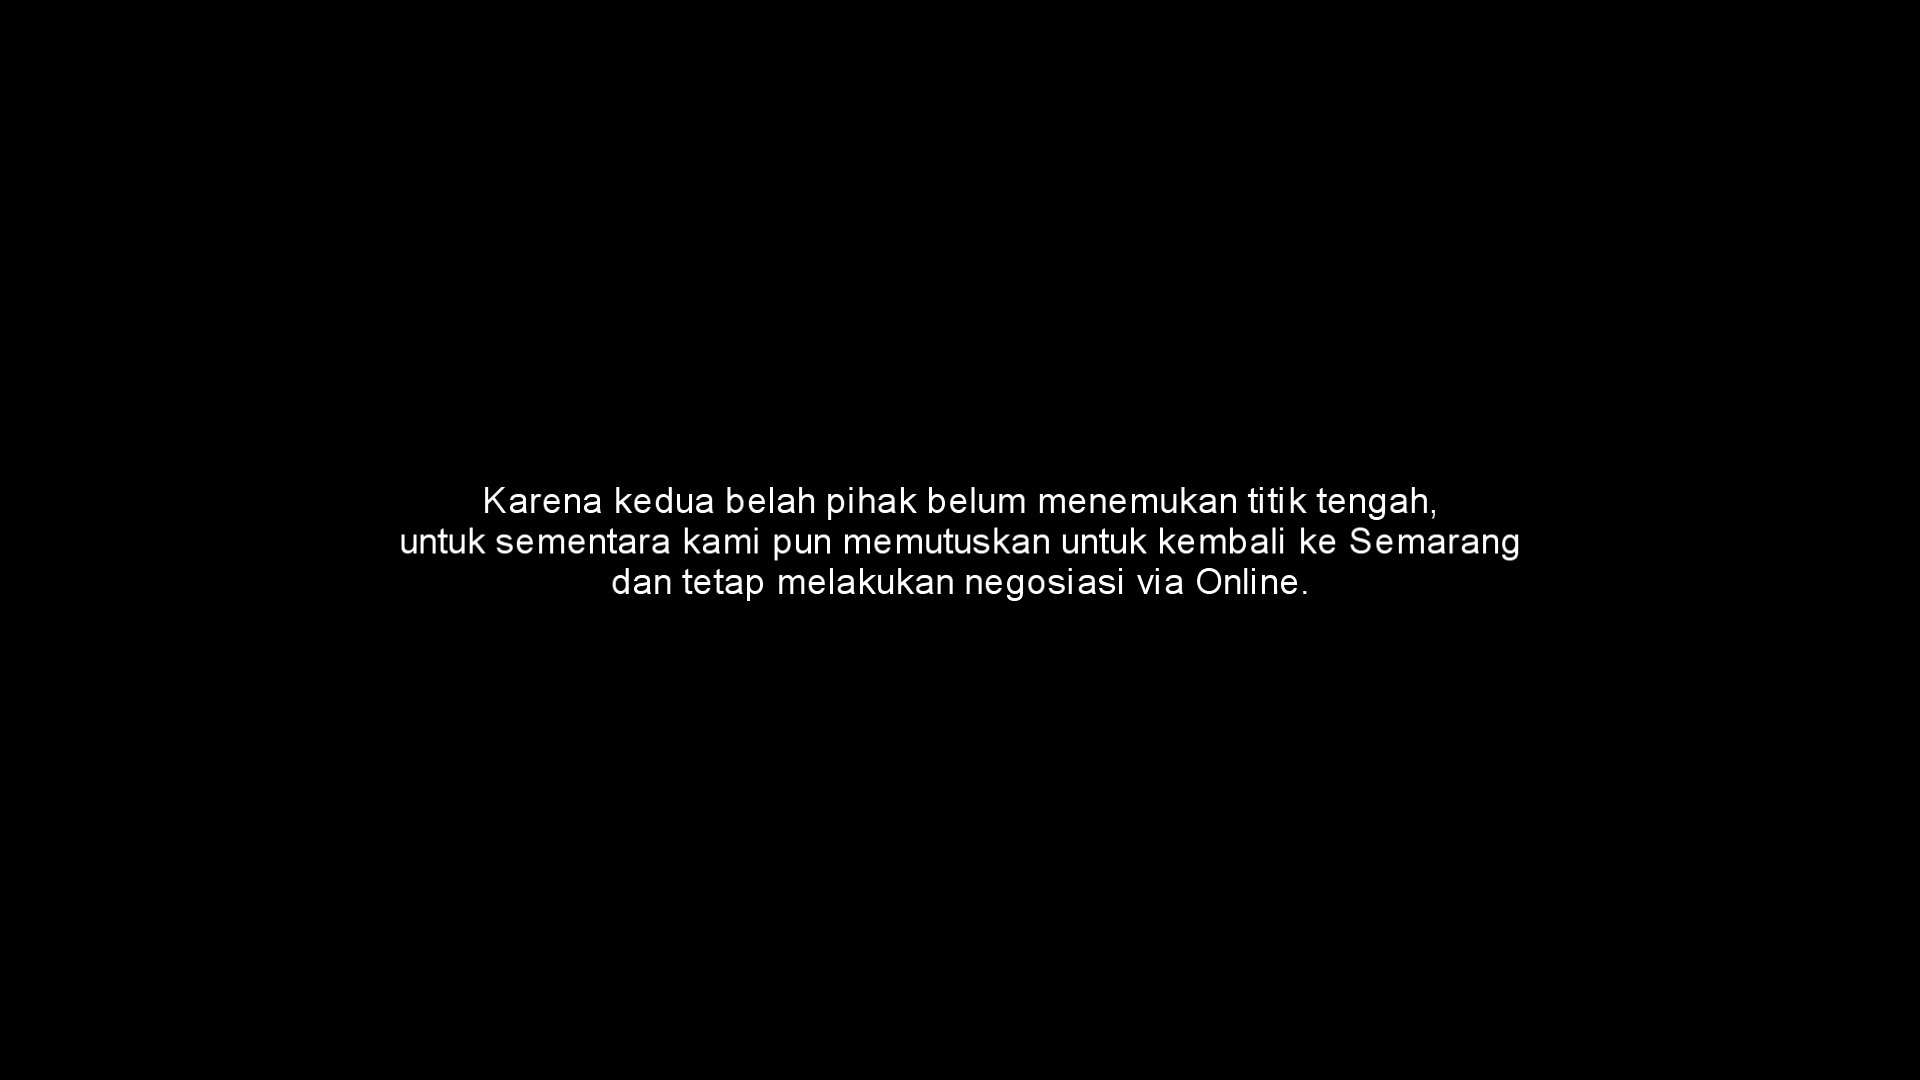 Karena kedua belah pihak belum menemukan titik tengah,
untuk sementara kami pun memutuskan untuk kembali ke Semarang
dan tetap melakukan negosiasi via Online.